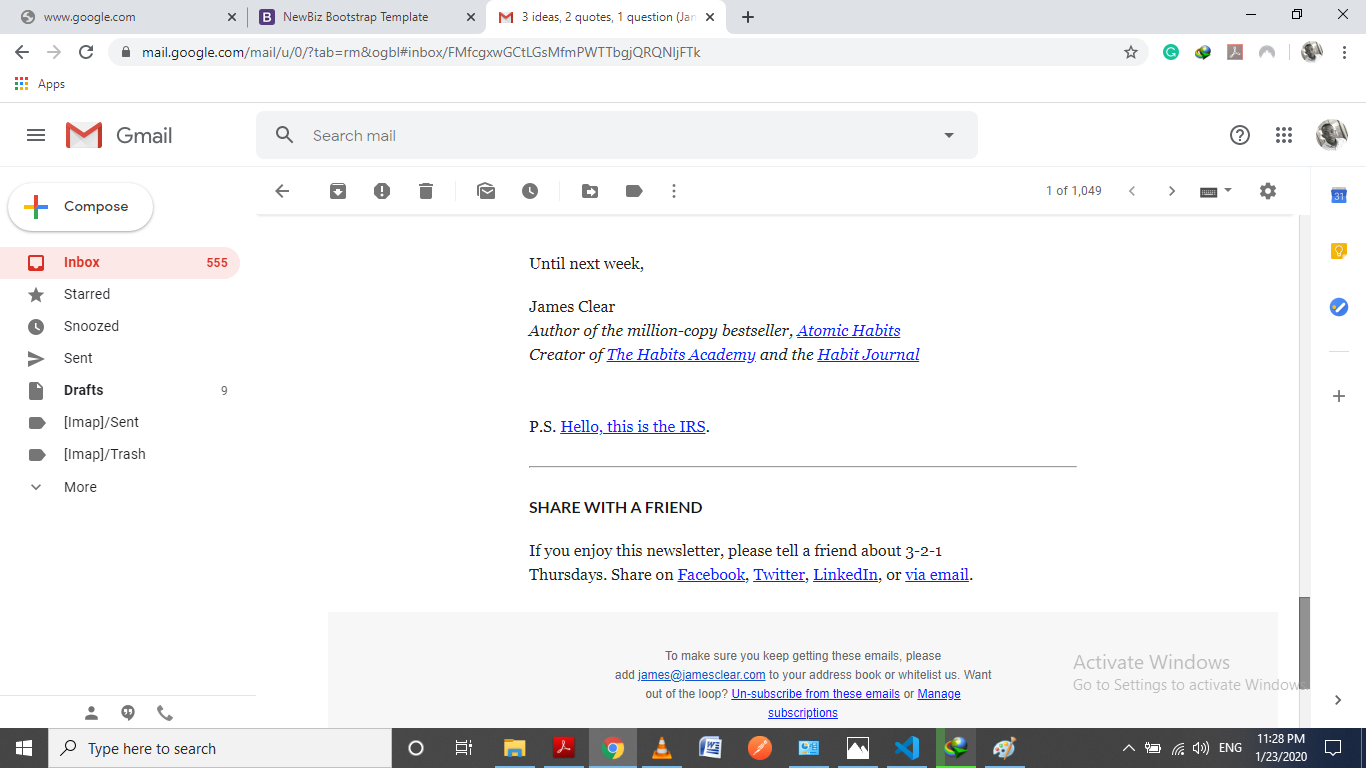 www.google.com
NewBiz Bootstrap Template
3 ideas, 2 quotes, 1 question (Jan
mail.google.com/mail/u/0/?tab=rm&ogbl#inbox/FMfcgxwGCtLGsMfmPWTTbgjQRQNljFTk
Apps
Gmail
Search mail
Compose
1 of 1,049
31
Inbox 555
Starred
Snoozed
Sent
Drafts 9
[Imap]/Sent
[Imap]/Trash
More
Until next week,
James Clear
Author of the million-copy bestseller, Atomic Habits
Creator of The Habits Academy and the Habit Journal
P.S. Hello, this is the IRS.
SHARE WITH A FRIEND
If you enjoy this newsletter, please tell a friend about 3-2-1
Thursdays. Share on Facebook, Twitter, LinkedIn, or via email.
To make sure you keep getting these emails, please
add james@jamesclear.com to your address book or whitelist us. Want
out of the loop? Un-subscribe from these emails or Manage
subscriptions
Activate Windows
Go to Settings to activate Windows
Type here to search
ENG
11:28 PM
1/23/2020